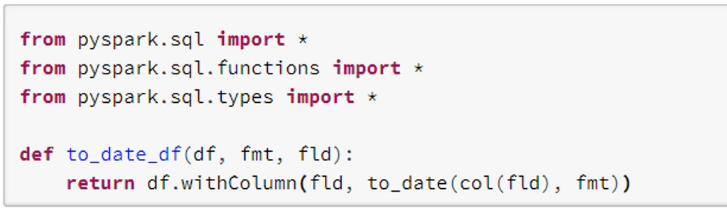 from pyspark.sql import *
from pyspark.sql.functions import *
from pyspark.sql.types import *
def to_date_df(df, fmt, fld):
    return df.withColumn(fld, to_date(col(fld), fmt))